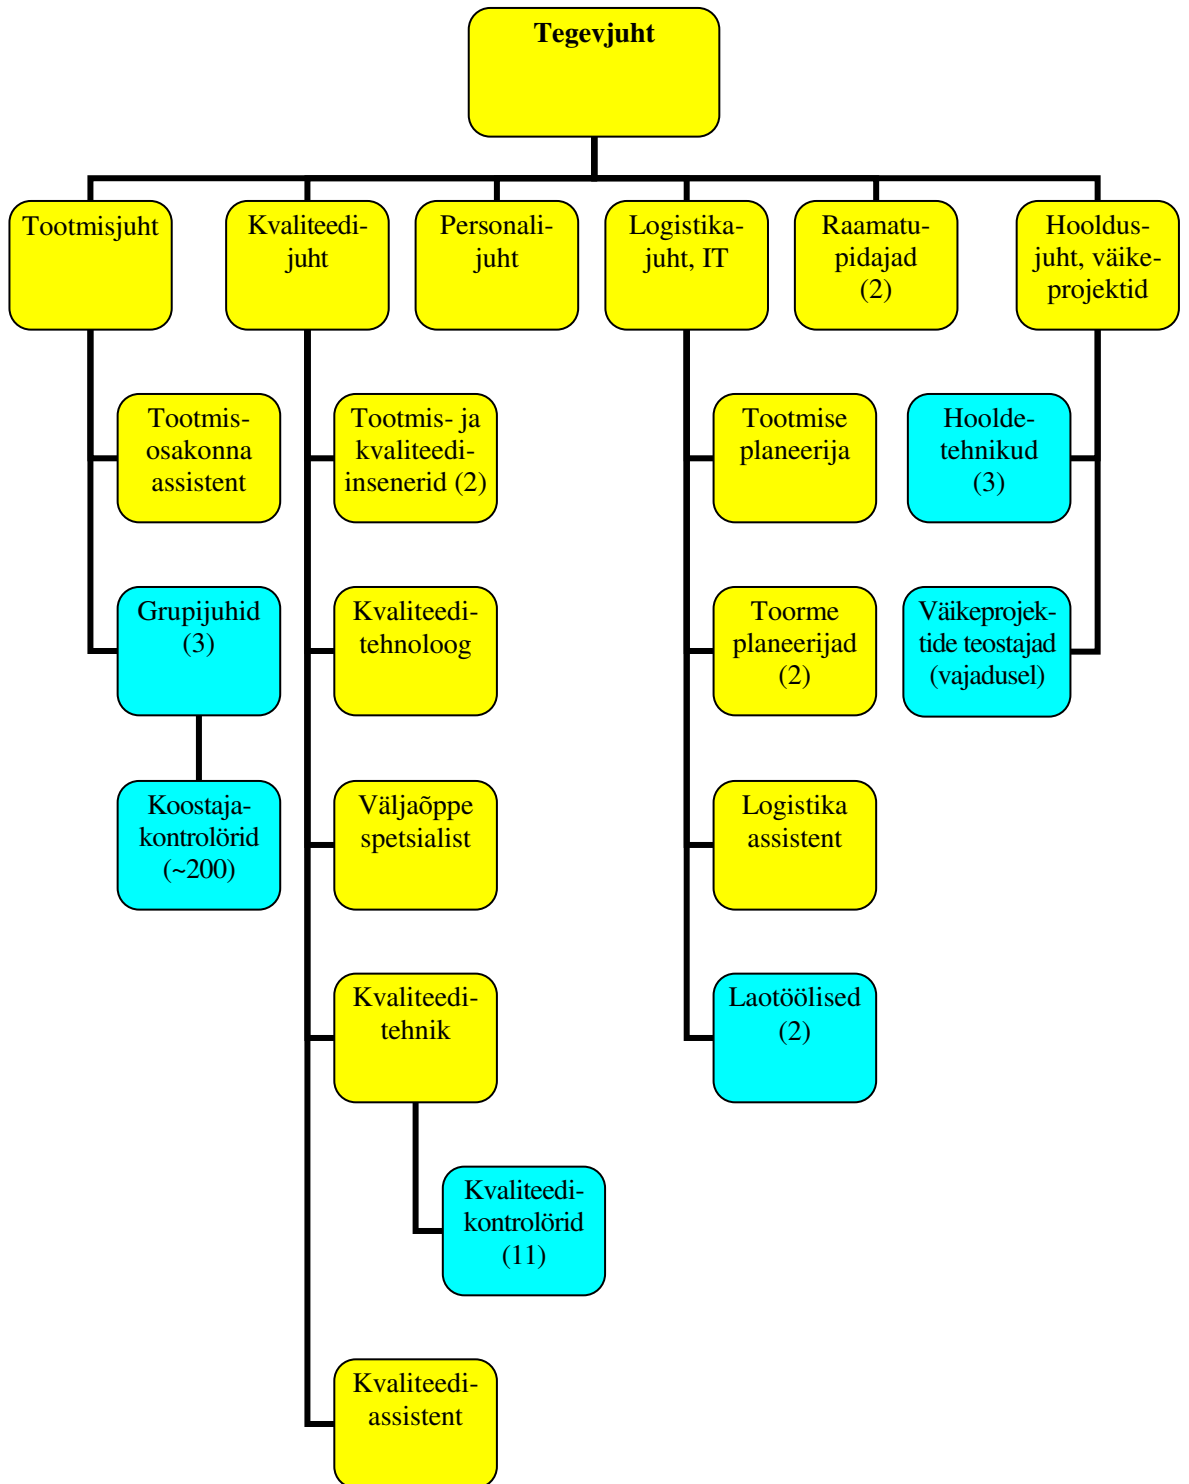 Tegevjuht
Tootmisjuht
Kvaliteedi-
juht
Personali-
juht
Logistika-
juht, IT
Raamatu-
pidajad
(2)
Hooldus-
juht, väike-
projektid
Tootmis-
osakonna
assistent
Tootmis- ja
kvaliteedi-
insenerid (2)
Tootmise
planeerija
Hoolde-
tehnikud
(3)
Grupijuhid
(3)
Kvaliteedi-
tehnoloog
Toorme
planeerijad
(2)
Väikeprojek-
tide teostajad
(vajadusel)
Koostaja-
kontrolörid
(~200)
Väljaõppe
spetsialist
Logistika
assistent
Kvaliteedi-
tehnik
Laotöölised
(2)
Kvaliteedi-
kontrolörid
(11)
Kvaliteedi-
assistent